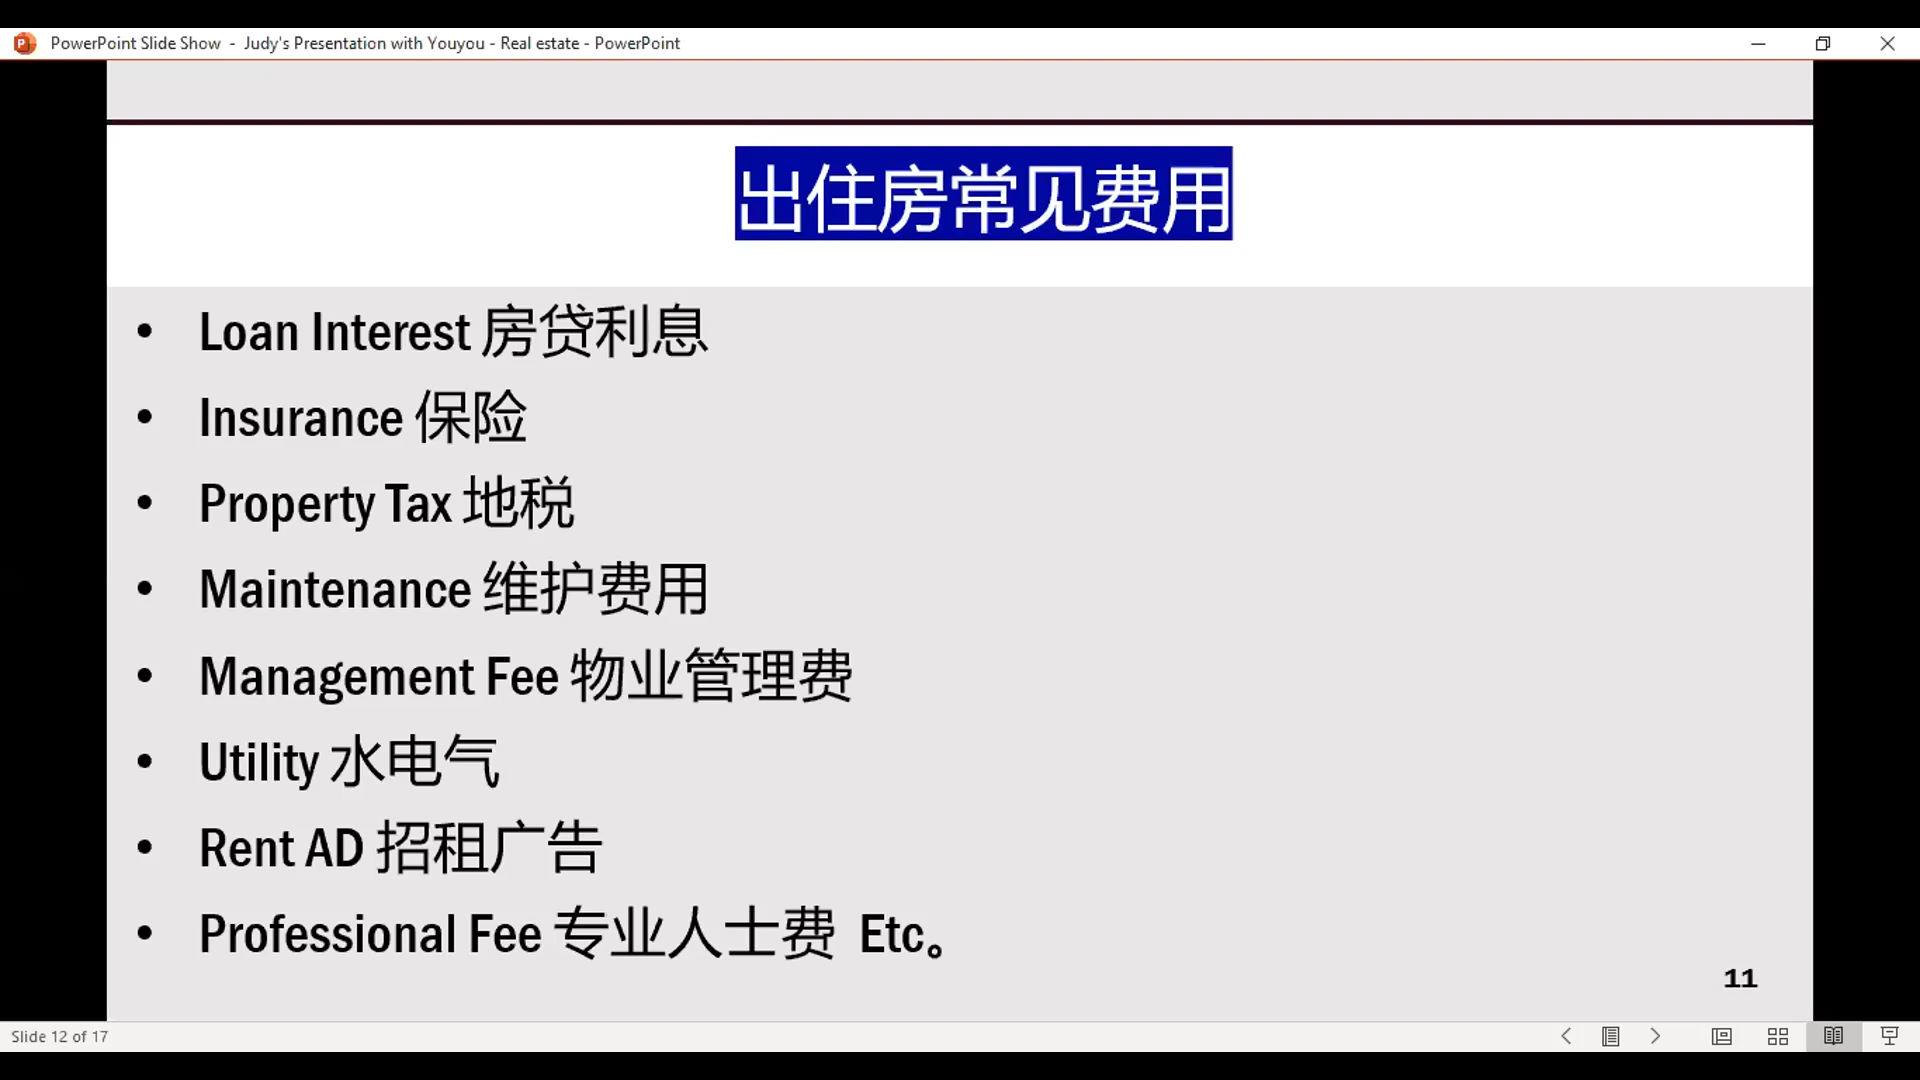 PowerPoint Slide Show - Judy's Presentation with Youyou - Real estate - PowerPoint
出住房常见费用
• Loan Interest 房贷利息
• Insurance 保险
• Property Tax 地税
• Maintenance 维护费用
• Management Fee 物业管理费
• Utility 水电气
• Rent AD 招租广告
• Professional Fee 专业人士费 Etc。
11
Slide 12 of 17